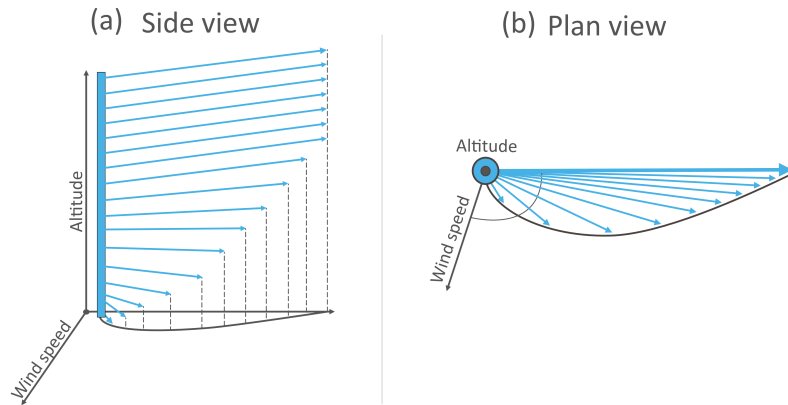 (a) Side view
Altitude
Wind speed
(b) Plan view
Altitude
Wind speed